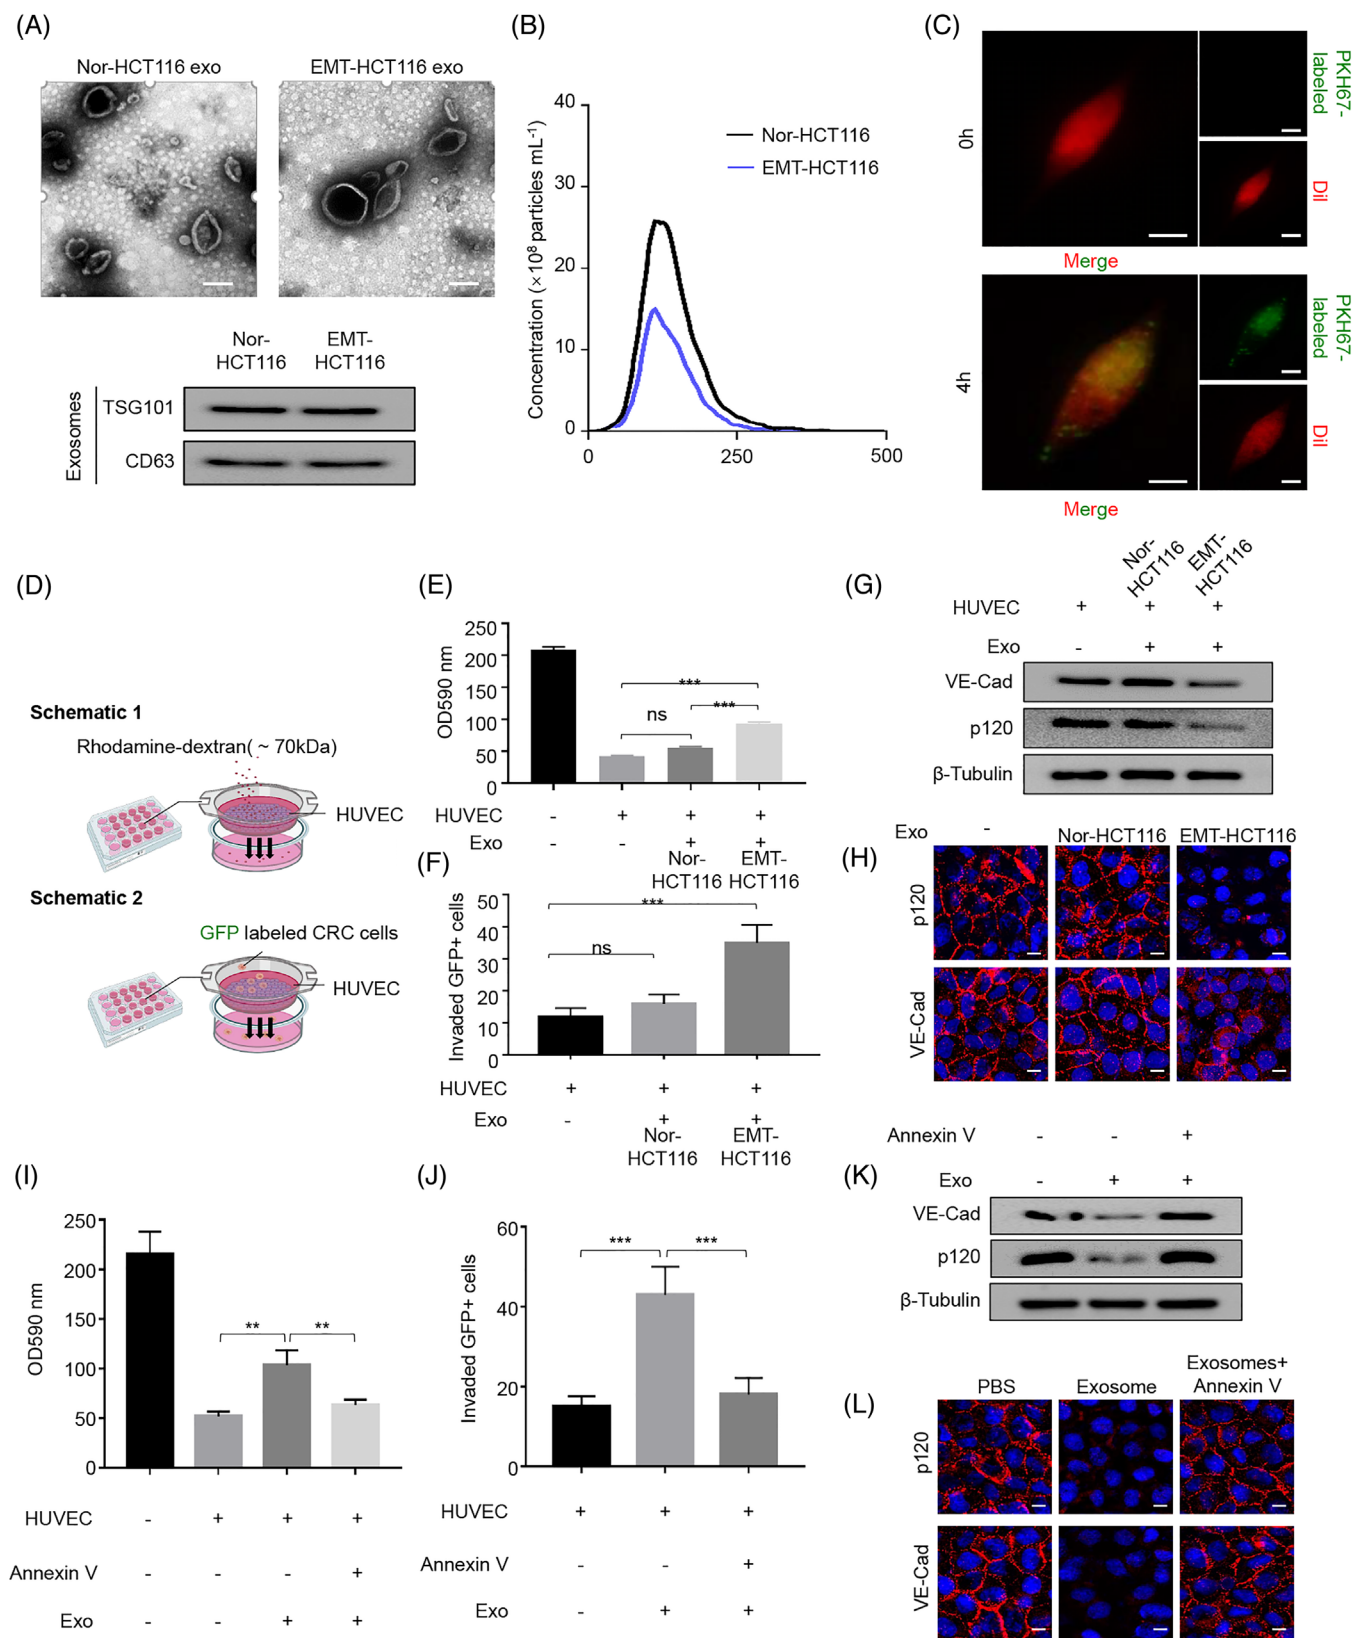 (A)
Nor-HCT116 exo
EMT-HCT116 exo
Nor-
HCT116
EMT-
HCT116
Exosomes
TSG101
CD63
(B)
Concentration (×10⁸ particles mL⁻¹)
40
30
20
10
0
0
250
500
Nor-HCT116
EMT-HCT116
(C)
0h
PKH67-
labeled
Dil
Merge
4h
PKH67-
labeled
Dil
Merge
(D)
Schematic 1
Rhodamine-dextran( ~ 70kDa)
HUVEC
Schematic 2
GFP labeled CRC cells
HUVEC
(E)
OD590 nm
250
200
150
100
50
0
***
***
ns
HUVEC - + + +
Exo - - + +
Nor-
HCT116
EMT-
HCT116
(F)
Invaded GFP+ cells
50
40
30
20
10
0
***
ns
HUVEC + + +
Exo - + +
Nor-
HCT116
EMT-
HCT116
(G)
Nor-
HCT116
EMT-
HCT116
HUVEC + + +
Exo - + +
VE-Cad
p120
β-Tubulin
(H)
Exo - Nor-HCT116 EMT-HCT116
p120
VE-Cad
(I)
OD590 nm
250
200
150
100
50
0
** **
HUVEC - + + +
Annexin V - - - +
Exo - - + +
(J)
Invaded GFP+ cells
60
40
20
0
*** ***
HUVEC + + +
Annexin V - - +
Exo - + +
(K)
Annexin V - - +
Exo - + +
VE-Cad
p120
β-Tubulin
(L)
PBS
Exosome
Exosomes+
Annexin V
p120
VE-Cad